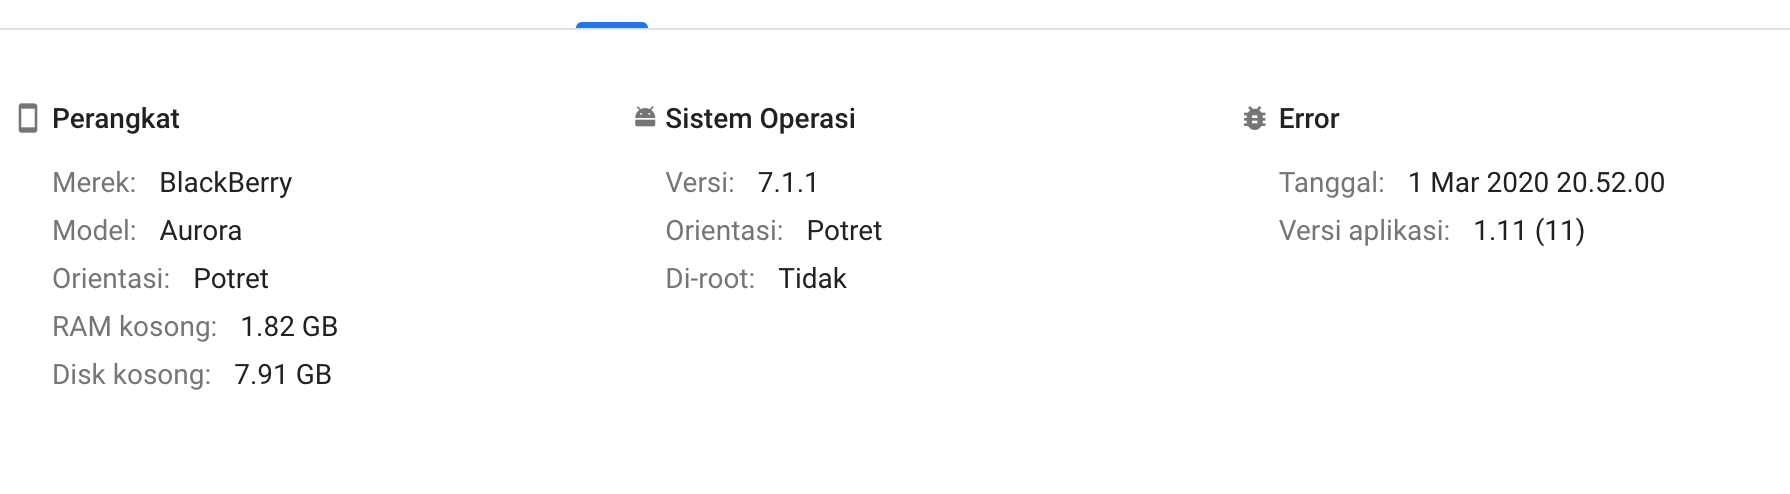 Perangkat
Merek: BlackBerry
Model: Aurora
Orientasi: Potret
RAM kosong: 1.82 GB
Disk kosong: 7.91 GB
Sistem Operasi
Versi: 7.1.1
Orientasi: Potret
Di-root: Tidak
Error
Tanggal: 1 Mar 2020 20.52.00
Versi aplikasi: 1.11 (11)